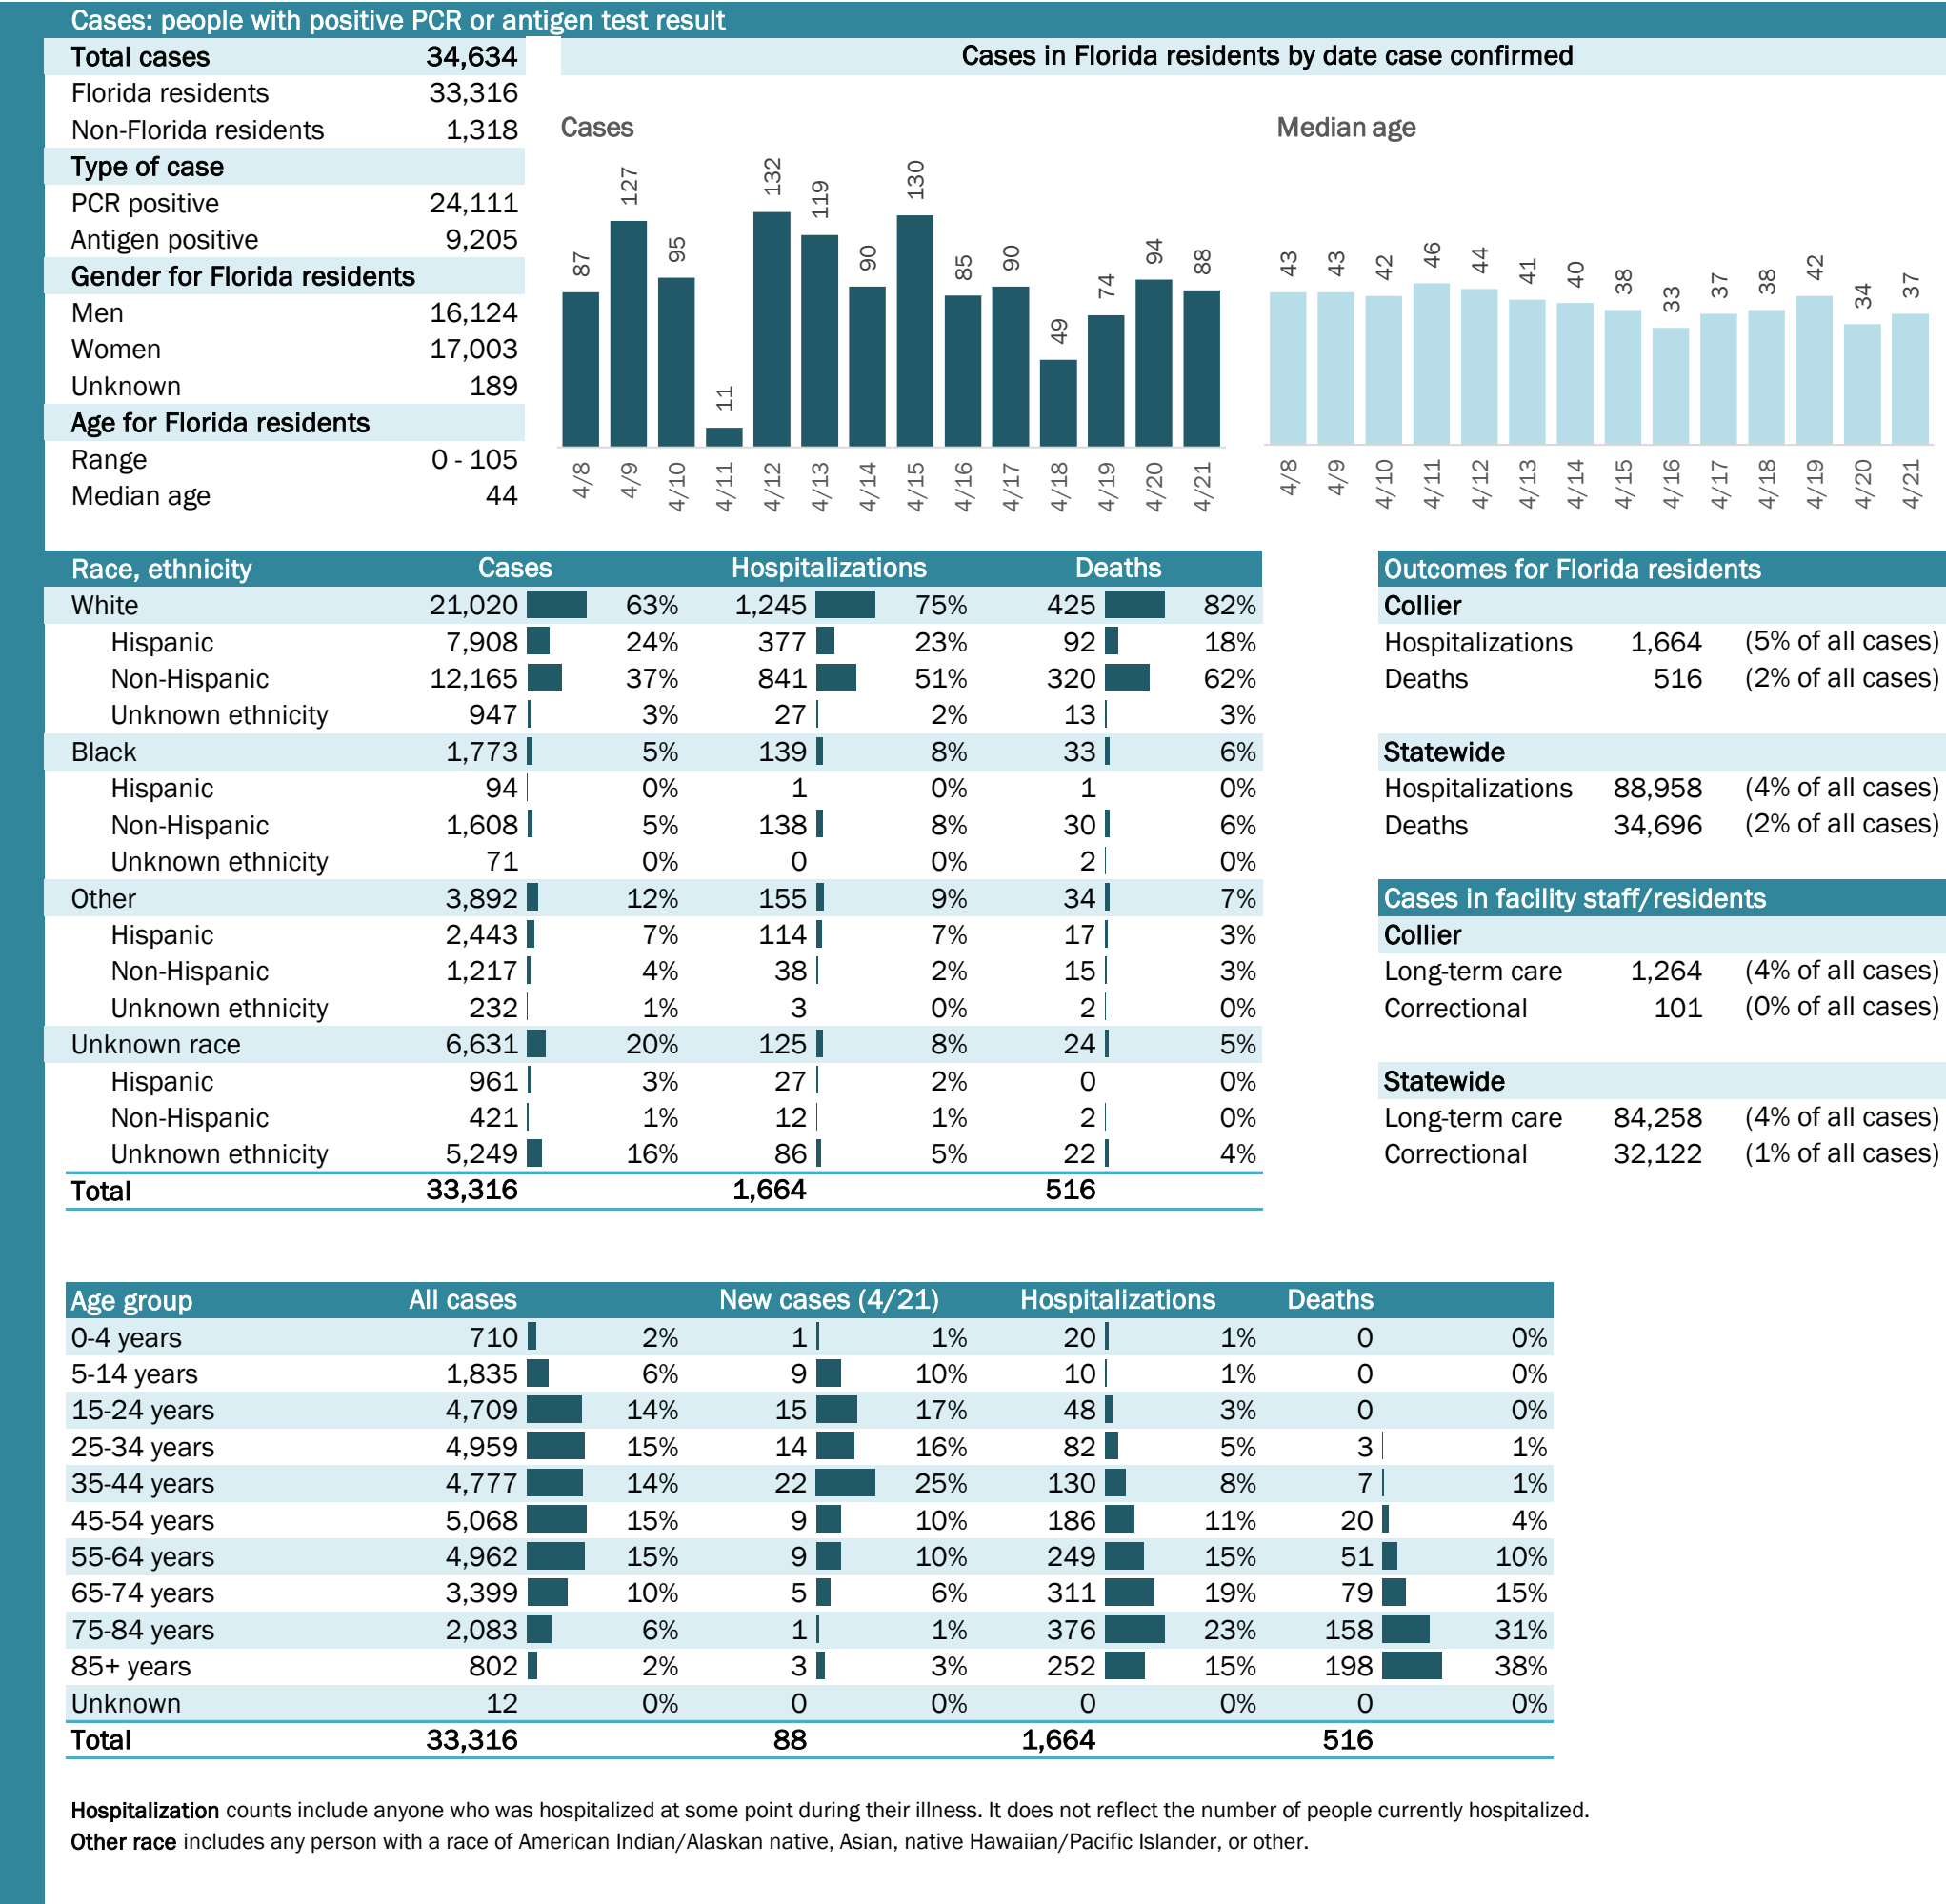 Cases: people with positive PCR or antigen test result
Total cases 34,634
Florida residents 33,316
Non-Florida residents 1,318
Type of case
PCR positive 24,111
Antigen positive 9,205
Gender for Florida residents
Men 16,124
Women 17,003
Unknown 189
Age for Florida residents
Range 0 - 105
Median age 44
Cases in Florida residents by date case confirmed
Cases
87 127 95 11 132 119 90 130 85 90 49 74 94 88
4/8 4/9 4/10 4/11 4/12 4/13 4/14 4/15 4/16 4/17 4/18 4/19 4/20 4/21
Median age
43 43 42 46 44 41 40 38 33 37 38 42 34 37
4/8 4/9 4/10 4/11 4/12 4/13 4/14 4/15 4/16 4/17 4/18 4/19 4/20 4/21
Race, ethnicity Cases Hospitalizations Deaths
White 21,020 63% 1,245 75% 425 82%
Hispanic 7,908 24% 377 23% 92 18%
Non-Hispanic 12,165 37% 841 51% 320 62%
Unknown ethnicity 947 3% 27 2% 13 3%
Black 1,773 5% 139 8% 33 6%
Hispanic 94 0% 1 0% 1 0%
Non-Hispanic 1,608 5% 138 8% 30 6%
Unknown ethnicity 71 0% 0 0% 2 0%
Other 3,892 12% 155 9% 34 7%
Hispanic 2,443 7% 114 7% 17 3%
Non-Hispanic 1,217 4% 38 2% 15 3%
Unknown ethnicity 232 1% 3 0% 2 0%
Unknown race 6,631 20% 125 8% 24 5%
Hispanic 961 3% 27 2% 0 0%
Non-Hispanic 421 1% 12 1% 2 0%
Unknown ethnicity 5,249 16% 86 5% 22 4%
Total 33,316 1,664 516
Outcomes for Florida residents
Collier
Hospitalizations 1,664 (5% of all cases)
Deaths 516 (2% of all cases)
Statewide
Hospitalizations 88,958 (4% of all cases)
Deaths 34,696 (2% of all cases)
Cases in facility staff/residents
Collier
Long-term care 1,264 (4% of all cases)
Correctional 101 (0% of all cases)
Statewide
Long-term care 84,258 (4% of all cases)
Correctional 32,122 (1% of all cases)
Age group All cases New cases (4/21) Hospitalizations Deaths
0-4 years 710 2% 1 1% 20 1% 0 0%
5-14 years 1,835 6% 9 10% 10 1% 0 0%
15-24 years 4,709 14% 15 17% 48 3% 0 0%
25-34 years 4,959 15% 14 16% 82 5% 3 1%
35-44 years 4,777 14% 22 25% 130 8% 7 1%
45-54 years 5,068 15% 9 10% 186 11% 20 4%
55-64 years 4,962 15% 9 10% 249 15% 51 10%
65-74 years 3,399 10% 5 6% 311 19% 79 15%
75-84 years 2,083 6% 1 1% 376 23% 158 31%
85+ years 802 2% 3 3% 252 15% 198 38%
Unknown 12 0% 0 0% 0 0% 0 0%
Total 33,316 88 1,664 516
Hospitalization counts include anyone who was hospitalized at some point during their illness. It does not reflect the number of people currently hospitalized.
Other race includes any person with a race of American Indian/Alaskan native, Asian, native Hawaiian/Pacific Islander, or other.